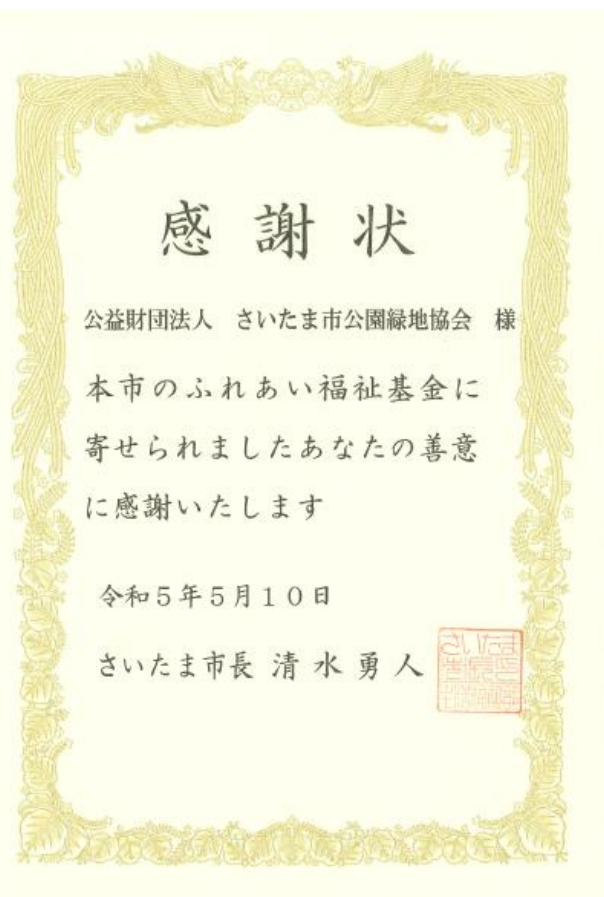 感謝状
公益財団法人　さいたま市公園緑地協会　様
本市のふれあい福祉基金に
寄せられましたあなたの善意
に感謝いたします
令和５年５月１０日
さいたま市長 清水勇人